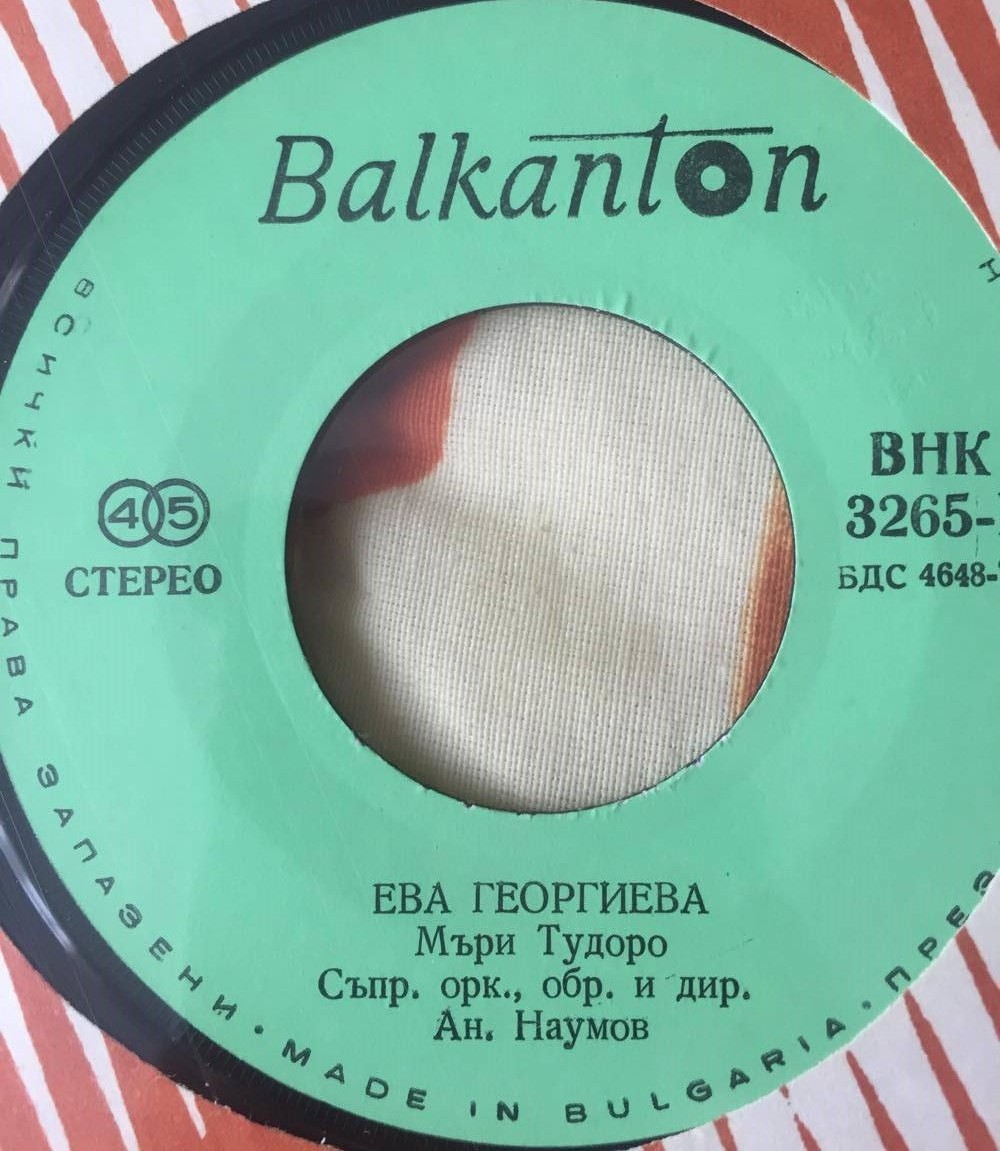 Balkanton
45
СТЕРЕО
ВНК
3265-
БДС 4648-
ЕВА ГЕОРГИЕВА
Мъри Тудоро
Съпр. орк., обр. и дир.
Ан. Наумов
ВСИЧКИ ПРАВА ЗАПАЗЕНИ • MADE IN BULGARIA •